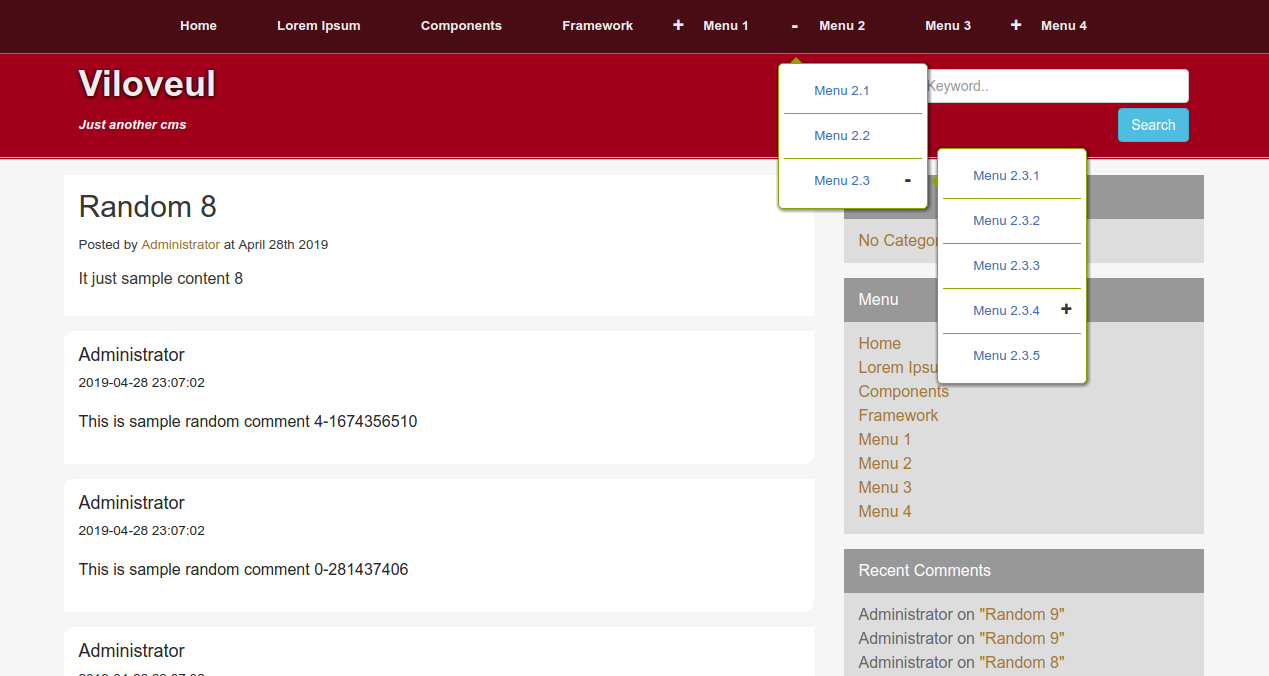 Home Lorem Ipsum Components Framework + Menu 1 - Menu 2 Menu 3 + Menu 4
Viloveul
Just another cms
Keyword..
Search
Menu 2.1
Menu 2.2
Menu 2.3 -
Menu 2.3.1
Menu 2.3.2
Menu 2.3.3
Menu 2.3.4 +
Menu 2.3.5
Random 8
Posted by Administrator at April 28th 2019
It just sample content 8
Administrator
2019-04-28 23:07:02
This is sample random comment 4-1674356510
Administrator
2019-04-28 23:07:02
This is sample random comment 0-281437406
Administrator
No
Menu
Home
Lorem
Components
Framework
Menu 1
Menu 2
Menu 3
Menu 4
Recent Comments
Administrator on "Random 9"
Administrator on "Random 9"
Administrator on "Random 8"